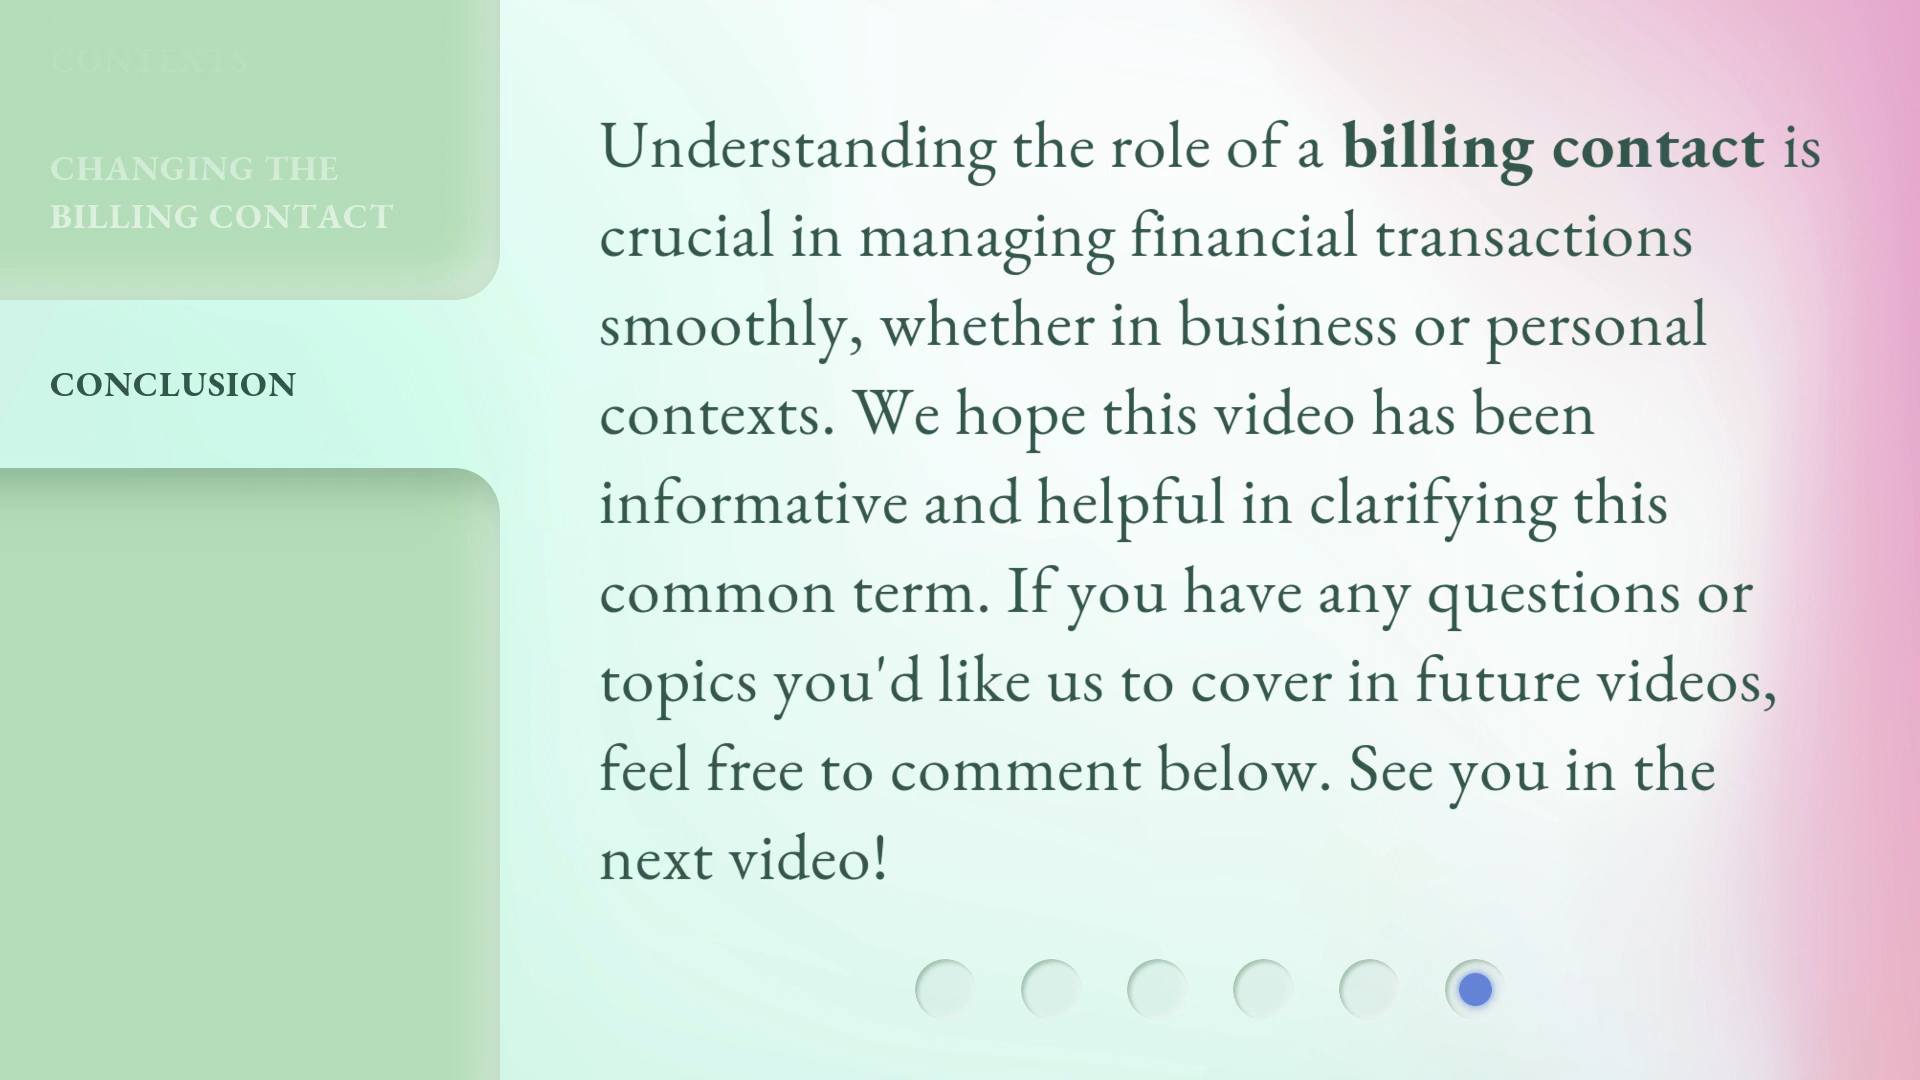 CONTEXTS
CHANGING THE
BILLING CONTACT
CONCLUSION
Understanding the role of a billing contact is
crucial in managing financial transactions
smoothly, whether in business or personal
contexts. We hope this video has been
informative and helpful in clarifying this
common term. If you have any questions or
topics you'd like us to cover in future videos,
feel free to comment below. See you in the
next video!